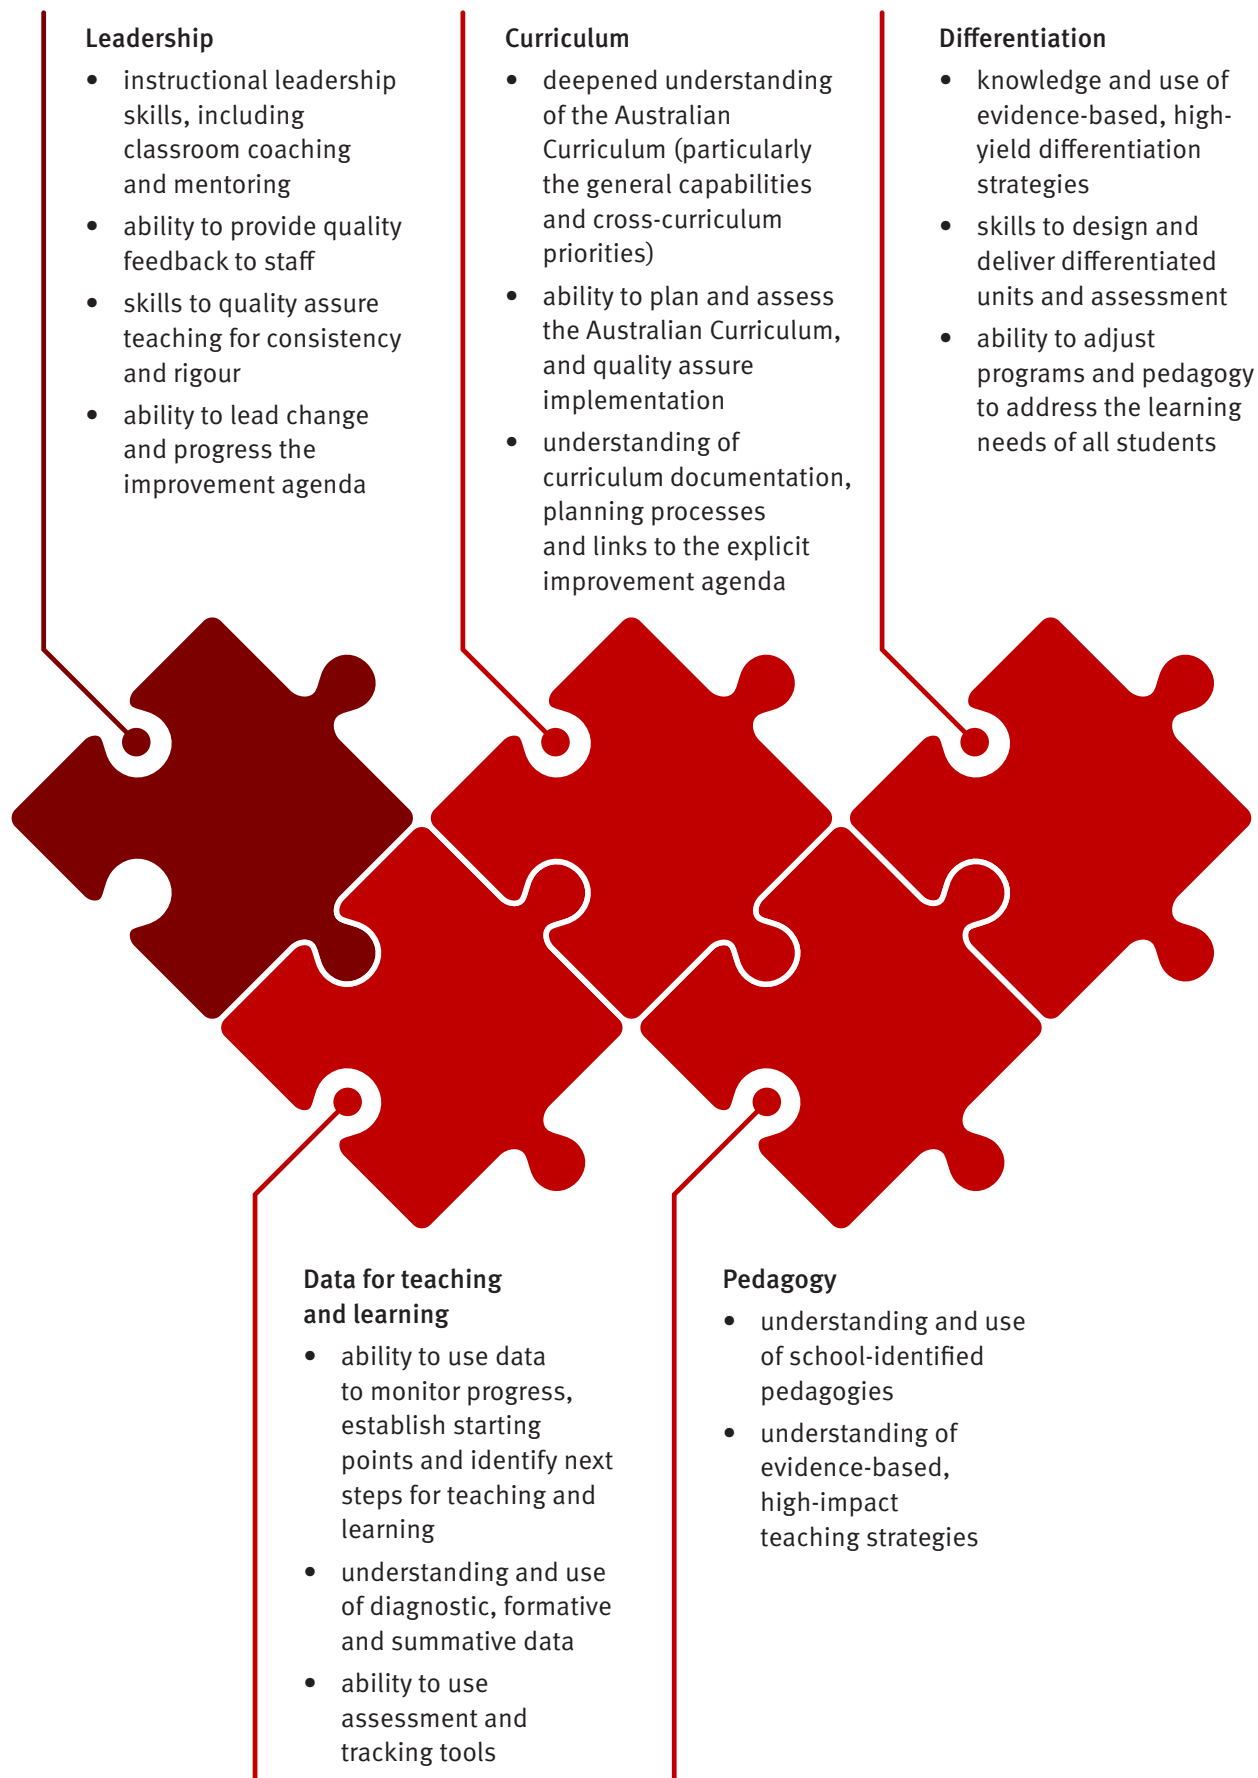 Leadership
• instructional leadership
skills, including
classroom coaching
and mentoring
• ability to provide quality
feedback to staff
• skills to quality assure
teaching for consistency
and rigour
• ability to lead change
and progress the
improvement agenda
Curriculum
• deepened understanding
of the Australian
Curriculum (particularly
the general capabilities
and cross-curriculum
priorities)
• ability to plan and assess
the Australian Curriculum,
and quality assure
implementation
• understanding of
curriculum documentation,
planning processes
and links to the explicit
improvement agenda
Differentiation
• knowledge and use of
evidence-based, high-
yield differentiation
strategies
• skills to design and
deliver differentiated
units and assessment
• ability to adjust
programs and pedagogy
to address the learning
needs of all students
Data for teaching
and learning
• ability to use data
to monitor progress,
establish starting
points and identify next
steps for teaching and
learning
• understanding and use
of diagnostic, formative
and summative data
• ability to use
assessment and
tracking tools
Pedagogy
• understanding and use
of school-identified
pedagogies
• understanding of
evidence-based,
high-impact
teaching strategies